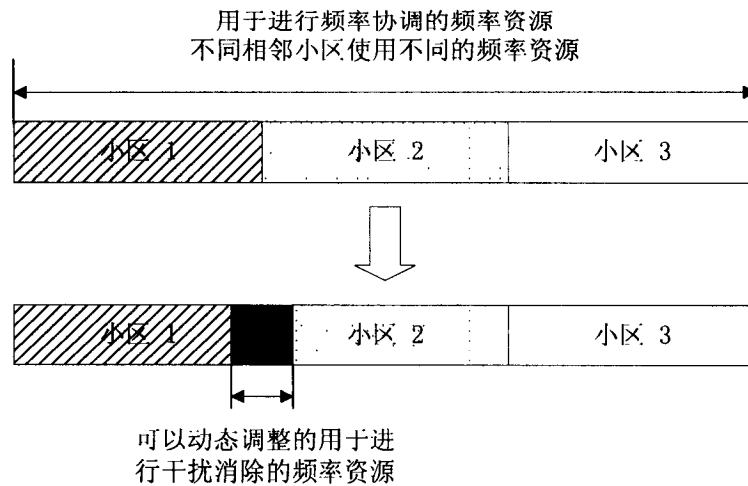 用于进行频率协调的频率资源
不同相邻小区使用不同的频率资源
小区 1 小区 2 小区 3
小区 1 小区 2 小区 3
可以动态调整的用于进
行干扰消除的频率资源